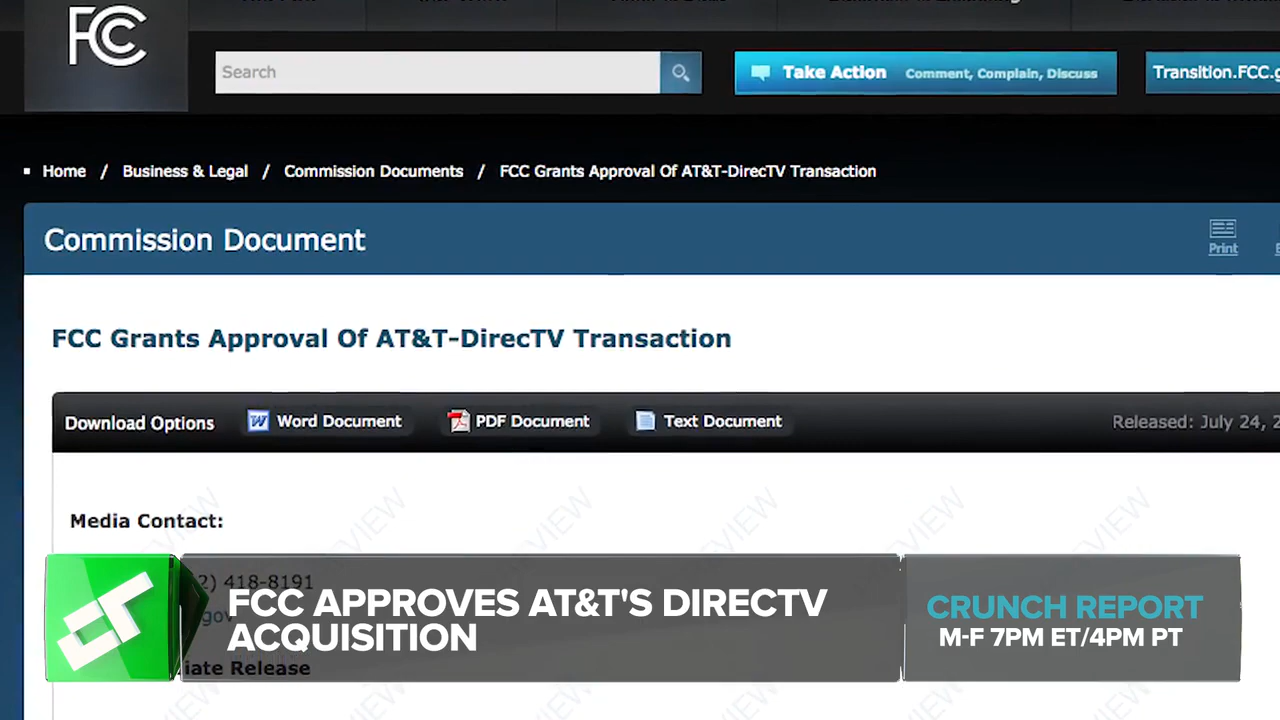 FCC
Search
Take Action Comment, Complain, Discuss
Transition.FCC.g
Home / Business & Legal / Commission Documents / FCC Grants Approval Of AT&T-DirecTV Transaction
Commission Document
Print
FCC Grants Approval Of AT&T-DirecTV Transaction
Download Options Word Document PDF Document Text Document Released: July 24, 2
Media Contact:
2) 418-8191
gov
iate Release
FCC APPROVES AT&T'S DIRECTV
ACQUISITION
CRUNCH REPORT
M-F 7PM ET/4PM PT